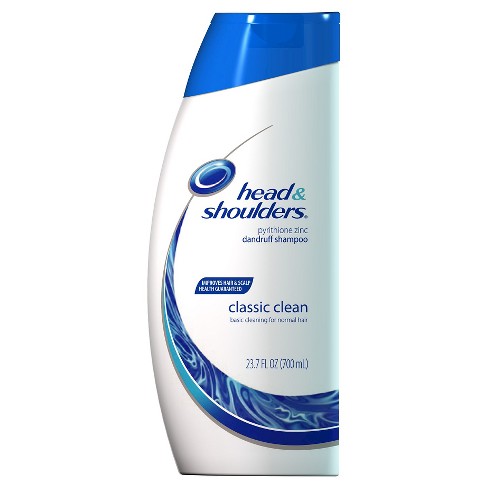 head&
shoulders®
pyrithione zinc
dandruff shampoo
IMPROVES HAIR & SCALP
HEALTH GUARANTEED
classic clean
basic cleaning for normal hair
23.7 FL OZ (700 mL)